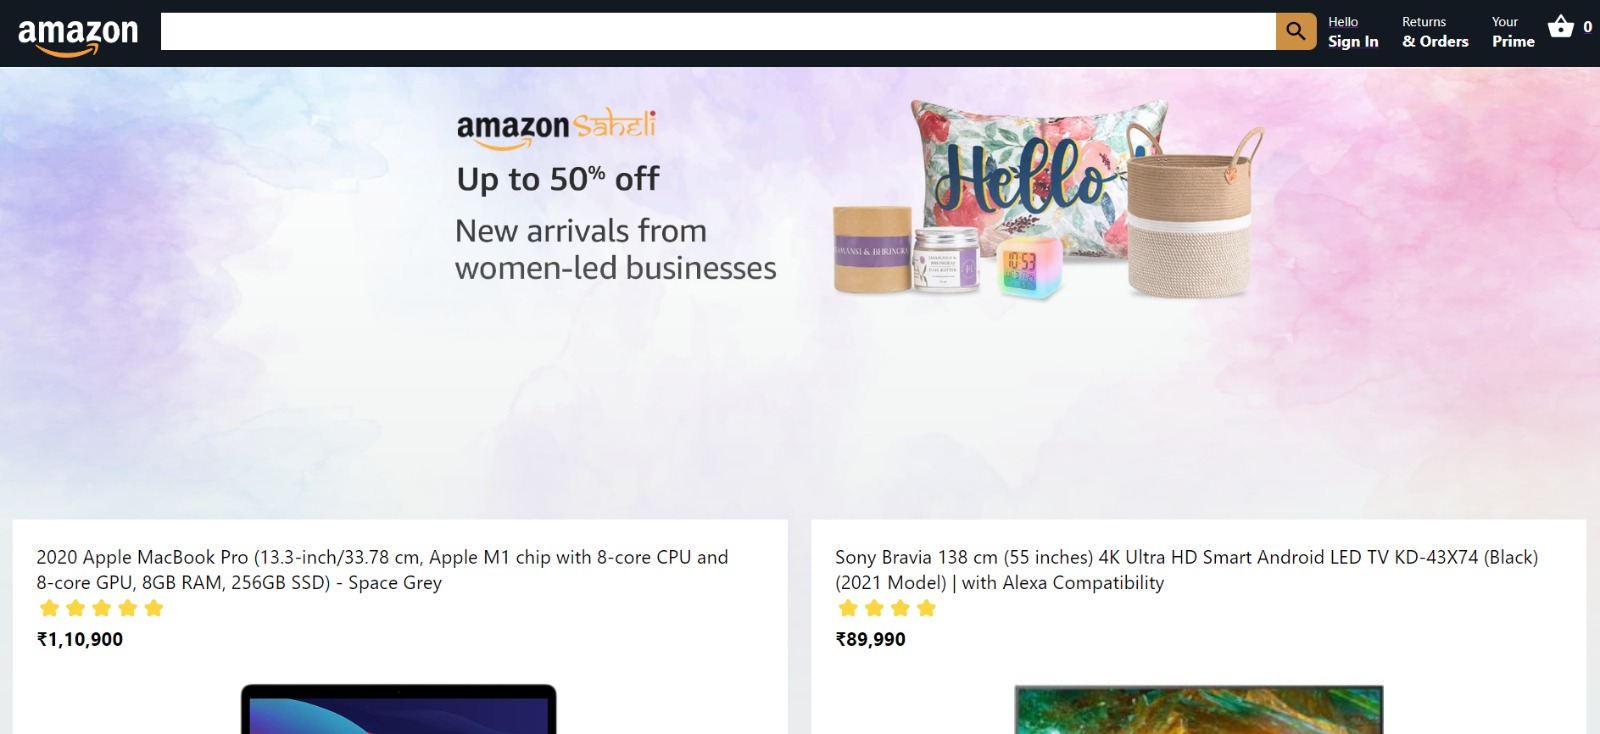 amazon
Hello
Sign In
Returns
& Orders
Your
Prime
0
amazon Saheli
Up to 50% off
New arrivals from
women-led businesses
Hello
10:53
2020 Apple MacBook Pro (13.3-inch/33.78 cm, Apple M1 chip with 8-core CPU and
8-core GPU, 8GB RAM, 256GB SSD) - Space Grey
₹1,10,900
Sony Bravia 138 cm (55 inches) 4K Ultra HD Smart Android LED TV KD-43X74 (Black)
(2021 Model) | with Alexa Compatibility
₹89,990